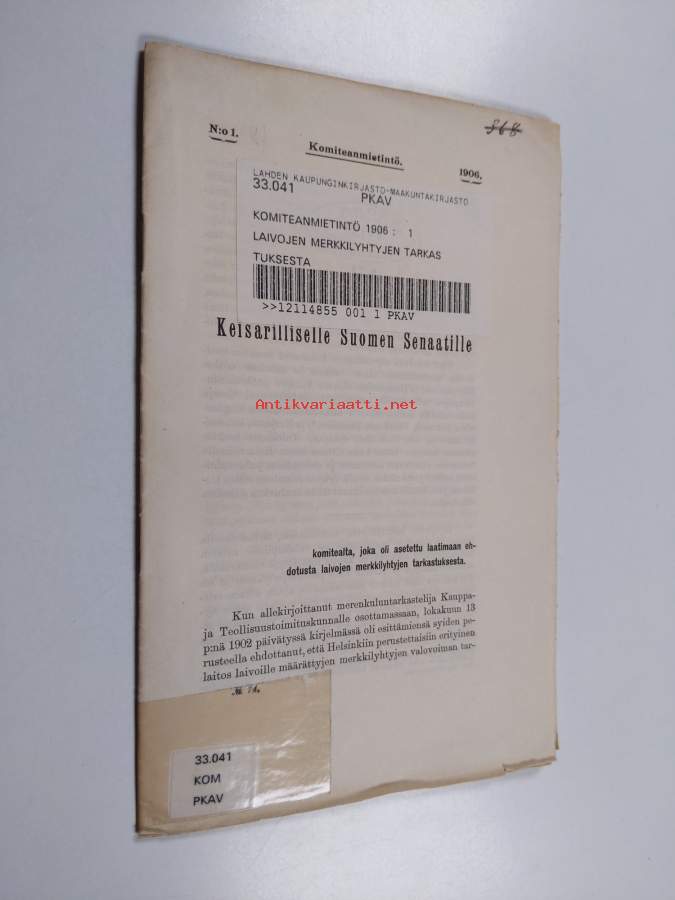 868
N:o 1.
Komiteanmietintö.
1906.
LAHDEN KAUPUNGINKIRJASTO-MAAKUNTAKIRJASTO
33.041 PKAV
KOMITEANMIETINTÖ 1906 : 1
LAIVOJEN MERKKILYHTYJEN TARKAS
TUKSESTA
>>12114855 001 1 PKAV
Keisarilliselle Suomen Senaatille
Antikvariaatti.net
komitealta, joka oli asetettu laatimaan eh-
dotusta laivojen merkkilyhtyjen tarkastuksesta.
Kun allekirjoittanut merenkuluntarkastelija Kauppa-
ja Teollisuustoimituskunnalle osottamassaan, lokakuun 13
p:nä 1902 päivätyssä kirjelmässä oli esittämiensä syiden pe-
rusteella ehdottanut, että Helsinkiin perustettaisiin erityinen
laitos laivoille määrättyjen merkkilyhtyjen valovoiman tar-
33.041
KOM
PKAV